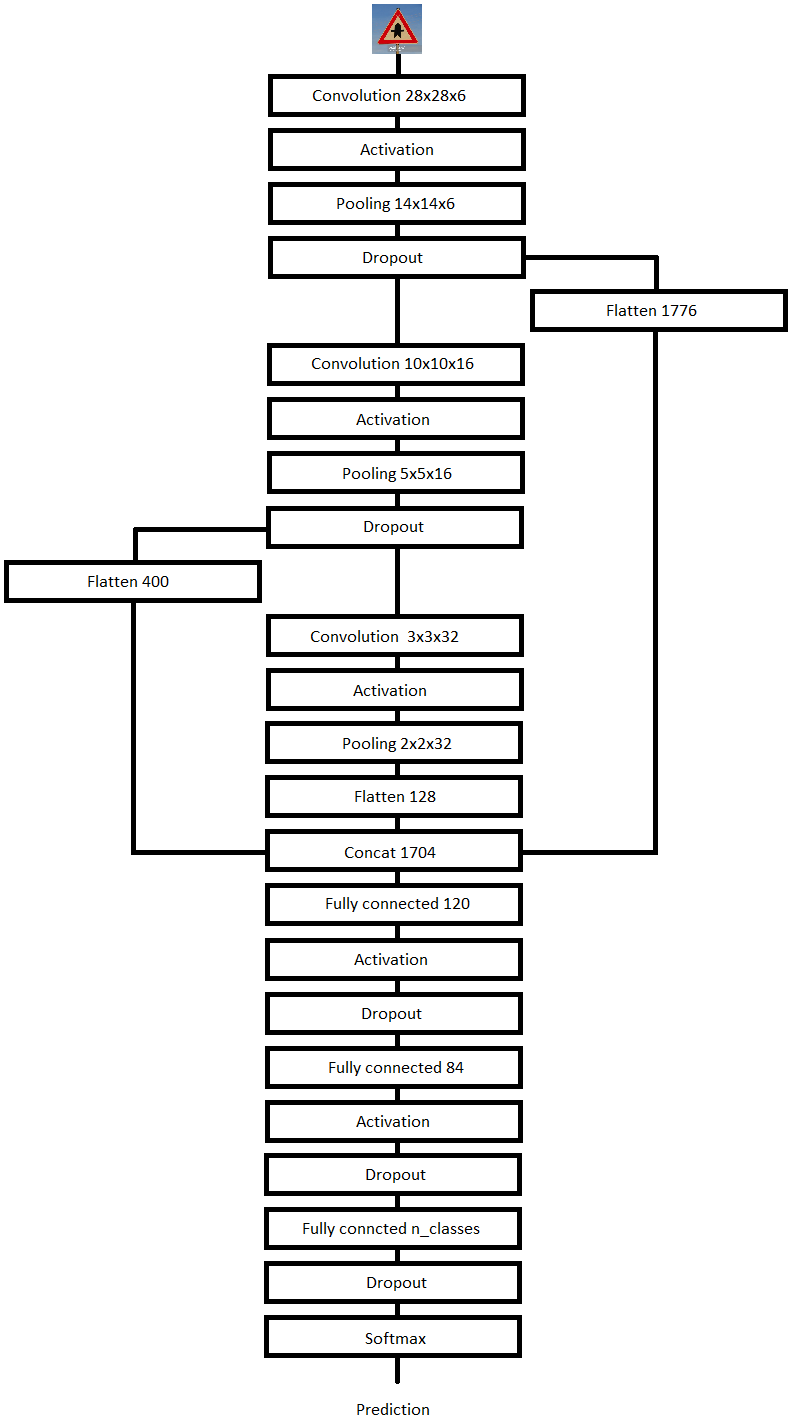 Convolution 28x28x6
Activation
Pooling 14x14x6
Dropout
Flatten 1776
Convolution 10x10x16
Activation
Pooling 5x5x16
Dropout
Flatten 400
Convolution  3x3x32
Activation
Pooling 2x2x32
Flatten 128
Concat 1704
Fully connected 120
Activation
Dropout
Fully connected 84
Activation
Dropout
Fully conncted n_classes
Dropout
Softmax
Prediction